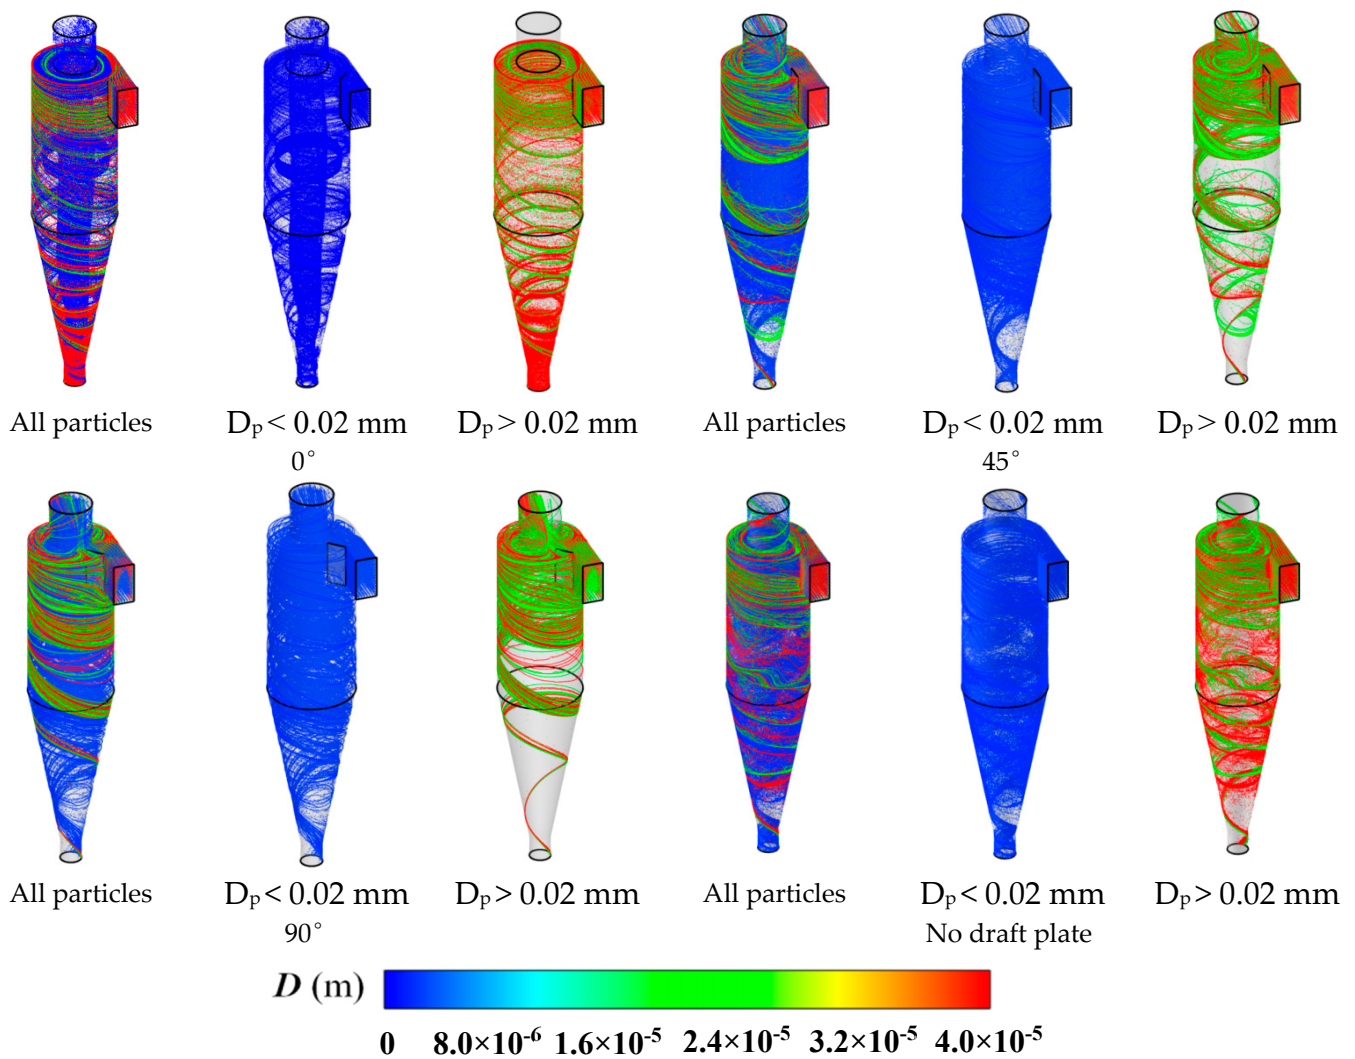 All particles Dₚ < 0.02 mm Dₚ > 0.02 mm All particles Dₚ < 0.02 mm Dₚ > 0.02 mm
0° 45°
All particles Dₚ < 0.02 mm Dₚ > 0.02 mm All particles Dₚ < 0.02 mm Dₚ > 0.02 mm
90° No draft plate
D (m)
0 8.0×10⁻⁶ 1.6×10⁻⁵ 2.4×10⁻⁵ 3.2×10⁻⁵ 4.0×10⁻⁵